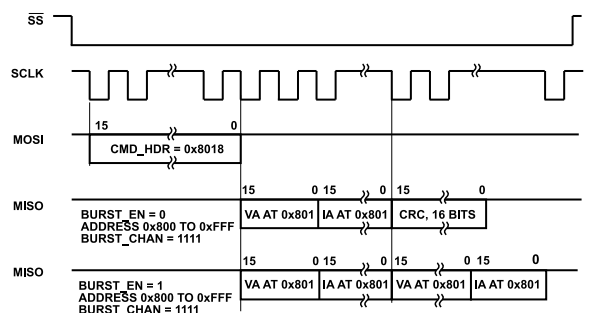 SS
SCLK
15 0
MOSI
CMD_HDR = 0x8018
15 0 15 0 15 0
MISO
VA AT 0x801 IA AT 0x801 CRC, 16 BITS
BURST_EN = 0
ADDRESS 0x800 TO 0xFFF
BURST_CHAN = 1111
15 0 15 0 15 0 15 0
MISO
VA AT 0x801 IA AT 0x801 VA AT 0x801 IA AT 0x801
BURST_EN = 1
ADDRESS 0x800 TO 0xFFF
BURST_CHAN = 1111